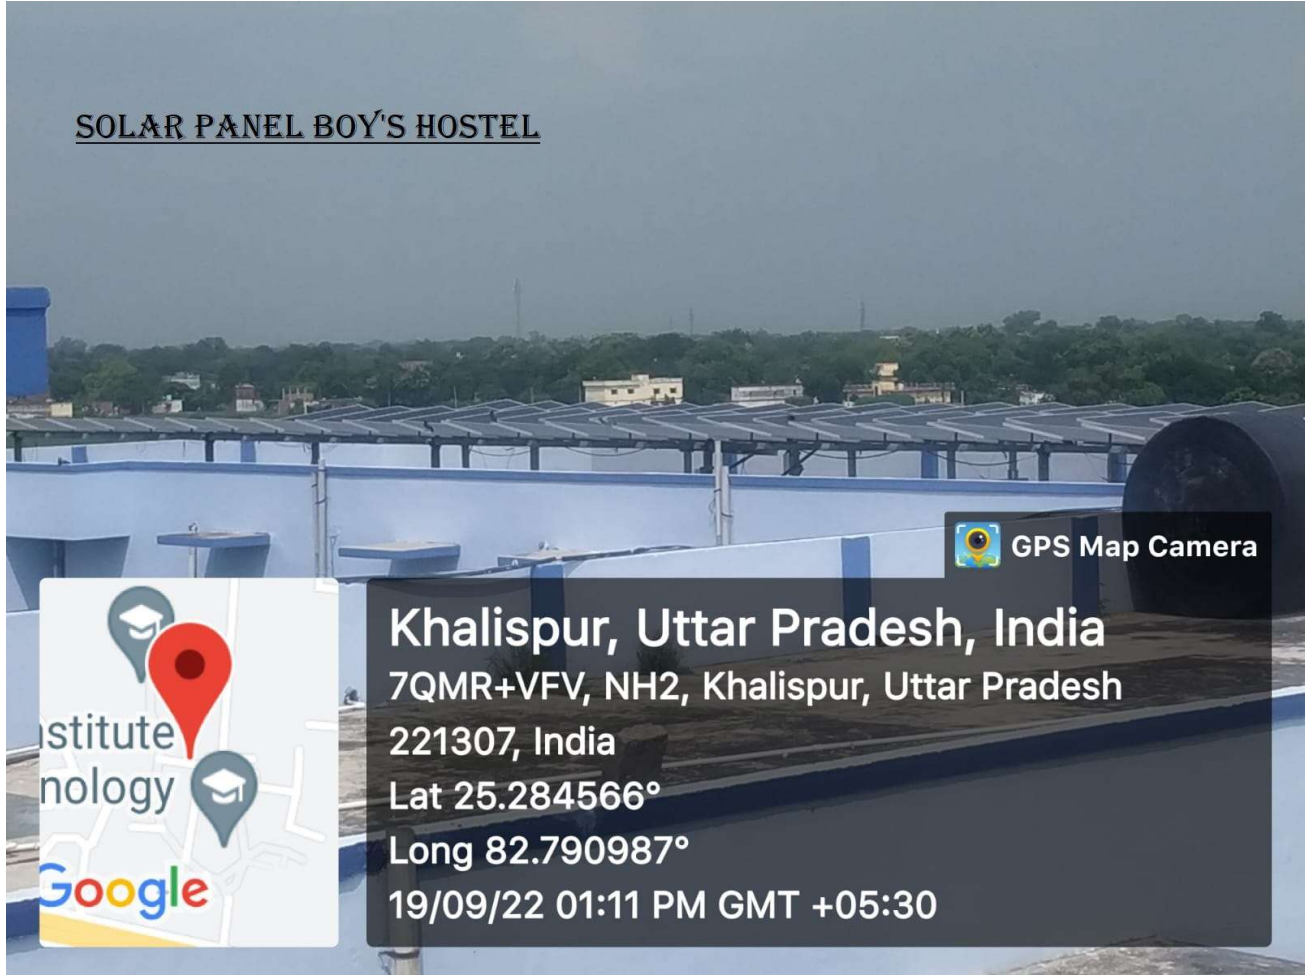 SOLAR PANEL BOY'S HOSTEL
GPS Map Camera
Khalispur, Uttar Pradesh, India
7QMR+VFV, NH2, Khalispur, Uttar Pradesh
221307, India
Lat 25.284566°
Long 82.790987°
19/09/22 01:11 PM GMT +05:30
stitute
nology
Google